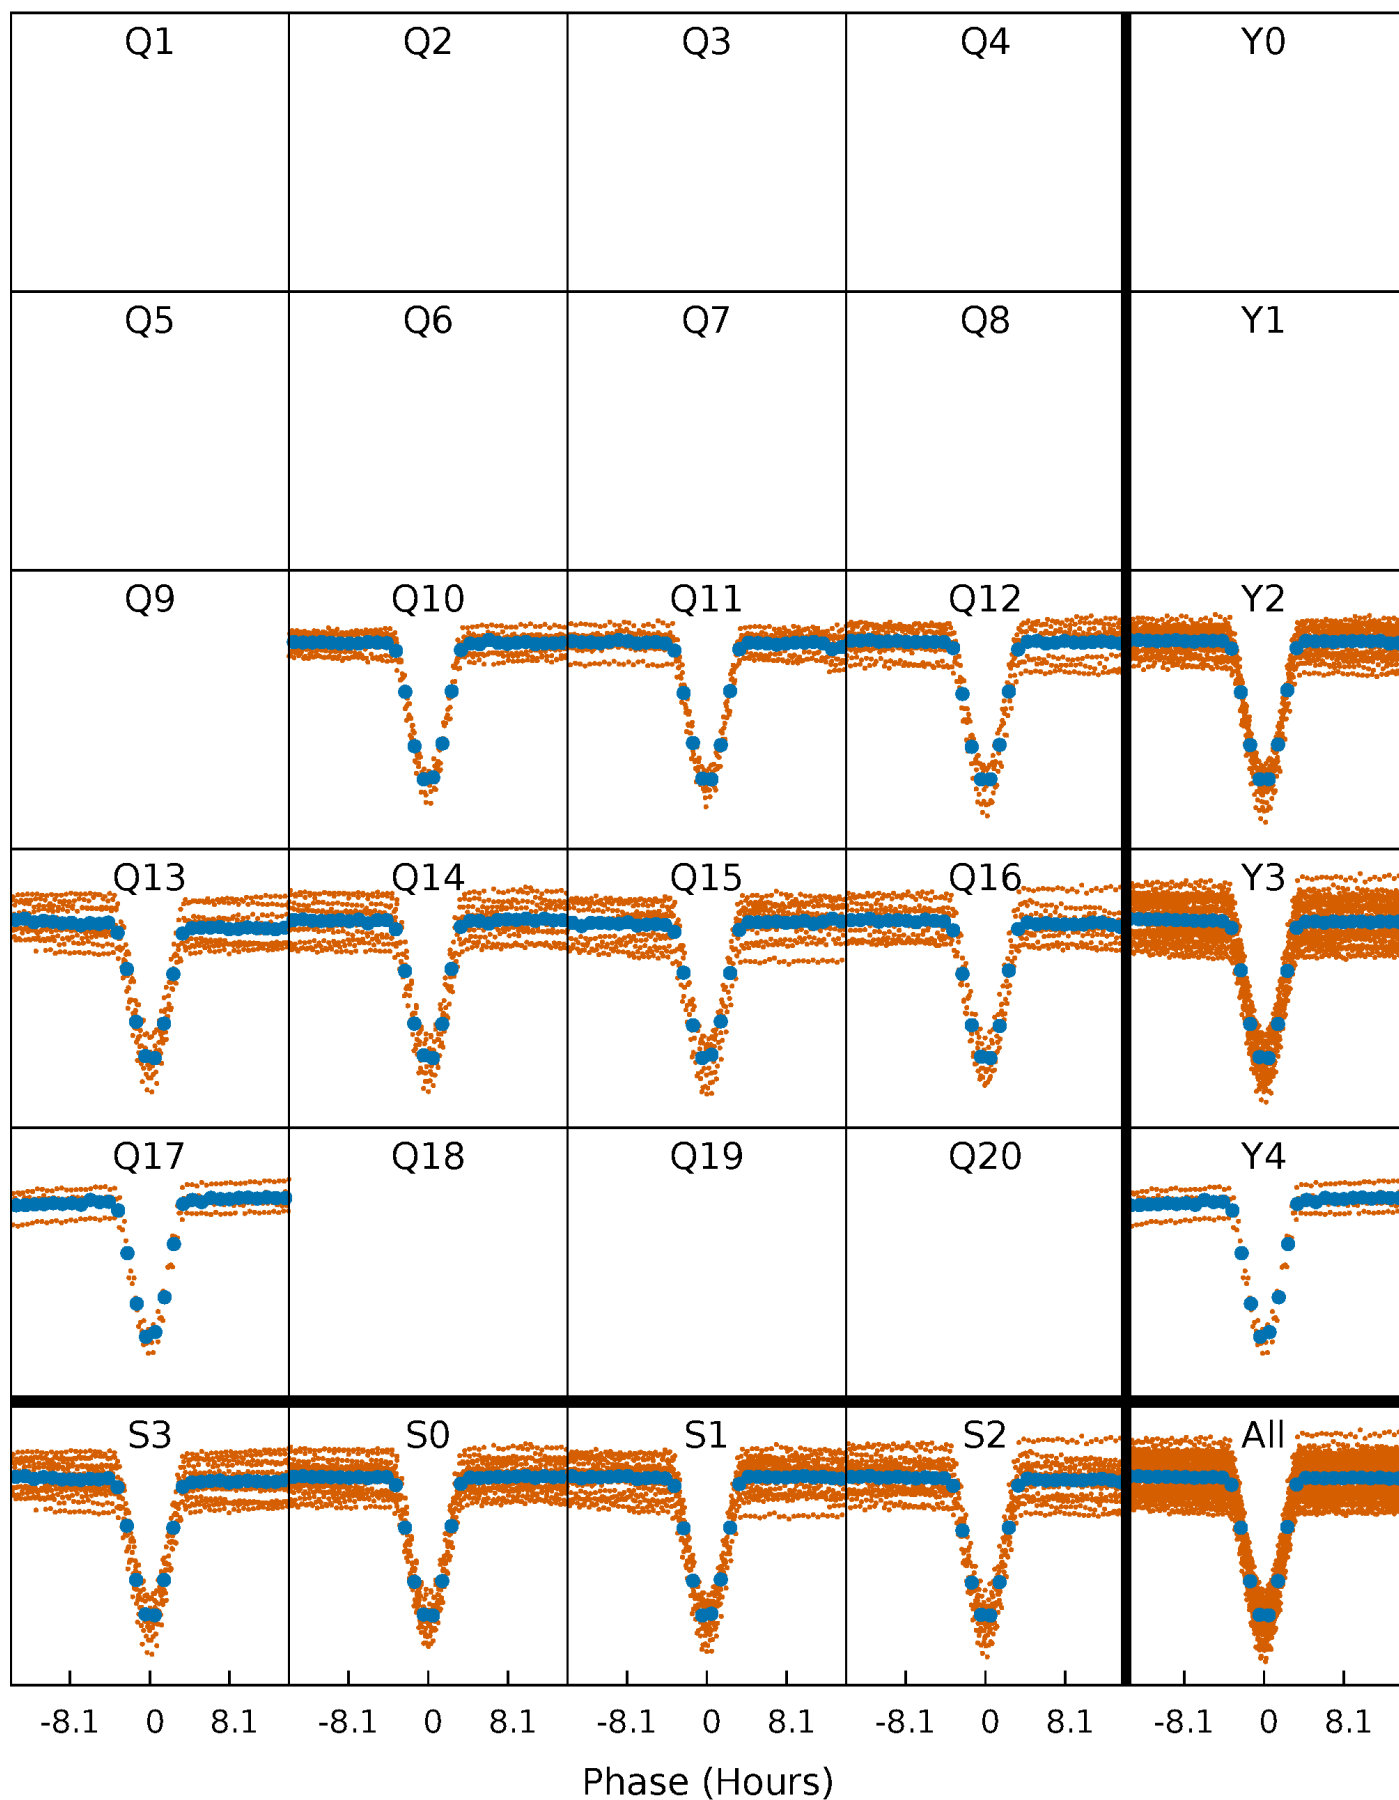 Q1 Q2 Q3 Q4 Y0
Q5 Q6 Q7 Q8 Y1
Q9 Q10 Q11 Q12 Y2
Q13 Q14 Q15 Q16 Y3
Q17 Q18 Q19 Q20 Y4
S3 S0 S1 S2 All
-8.1 0 8.1 -8.1 0 8.1 -8.1 0 8.1 -8.1 0 8.1 -8.1 0 8.1
Phase (Hours)